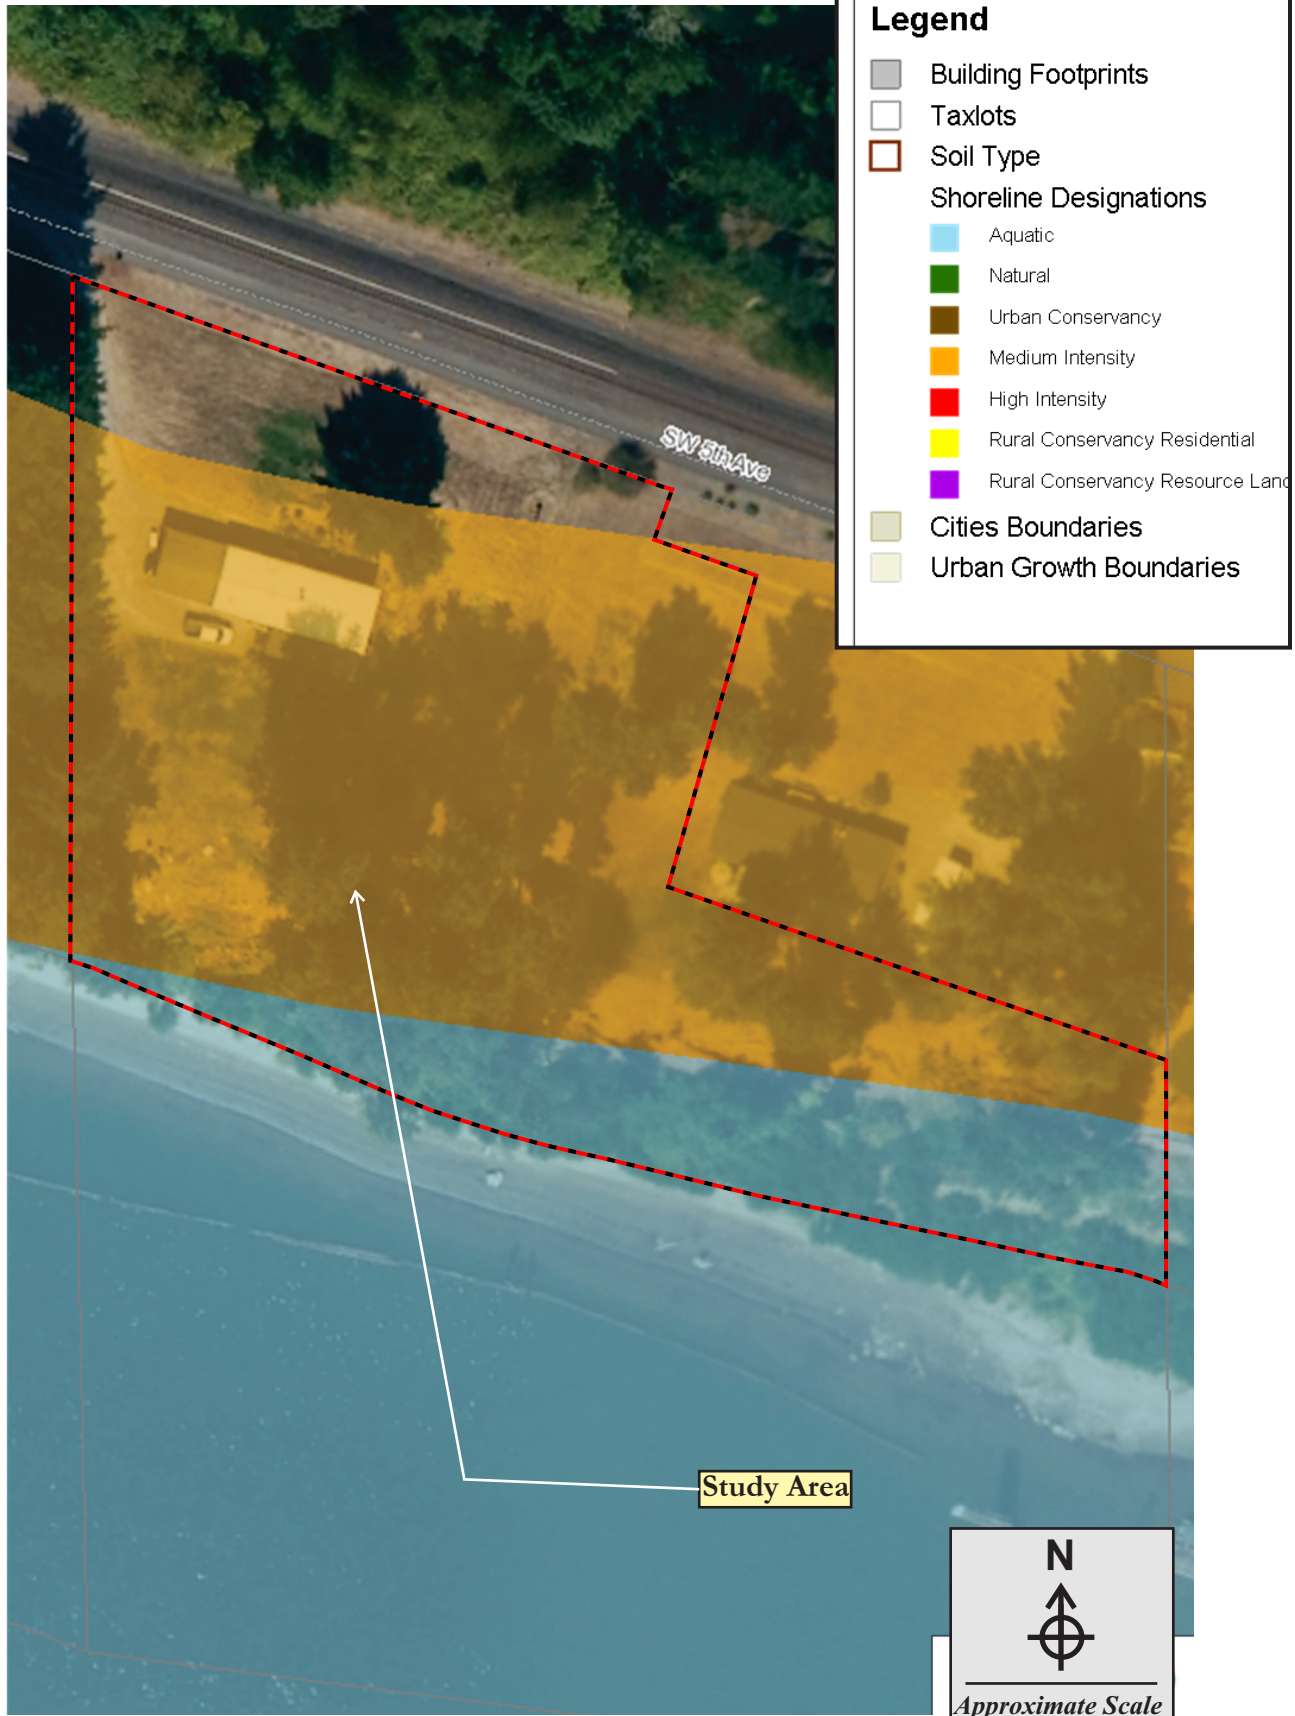 Legend
Building Footprints
Taxlots
Soil Type
Shoreline Designations
Aquatic
Natural
Urban Conservancy
Medium Intensity
High Intensity
Rural Conservancy Residential
Rural Conservancy Resource Land
Cities Boundaries
Urban Growth Boundaries
SW 5th Ave
Study Area
N
Approximate Scale